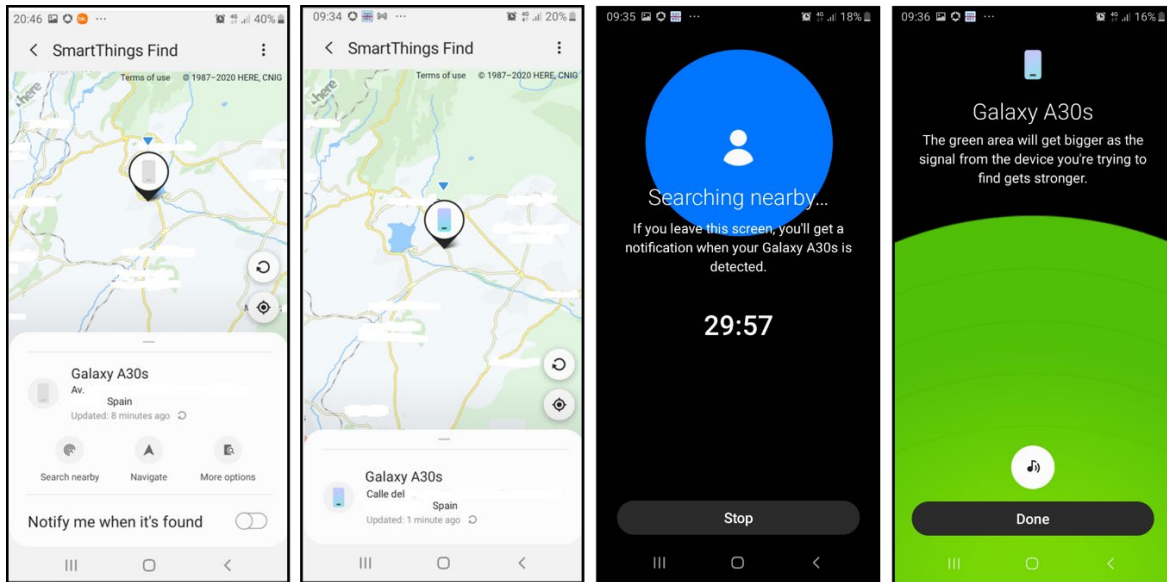 20:46 40%
SmartThings Find
here
Terms of use © 1987–2020 HERE, CNIG
Galaxy A30s
Av.
Spain
Updated: 8 minutes ago
Search nearby Navigate More options
Notify me when it's found
09:34 20%
SmartThings Find
here
Terms of use © 1987–2020 HERE, CNIG
Galaxy A30s
Calle del
Spain
Updated: 1 minute ago
09:35 18%
Searching nearby...
If you leave this screen, you'll get a
notification when your Galaxy A30s is
detected.
29:57
Stop
09:36 16%
Galaxy A30s
The green area will get bigger as the
signal from the device you're trying to
find gets stronger.
Done